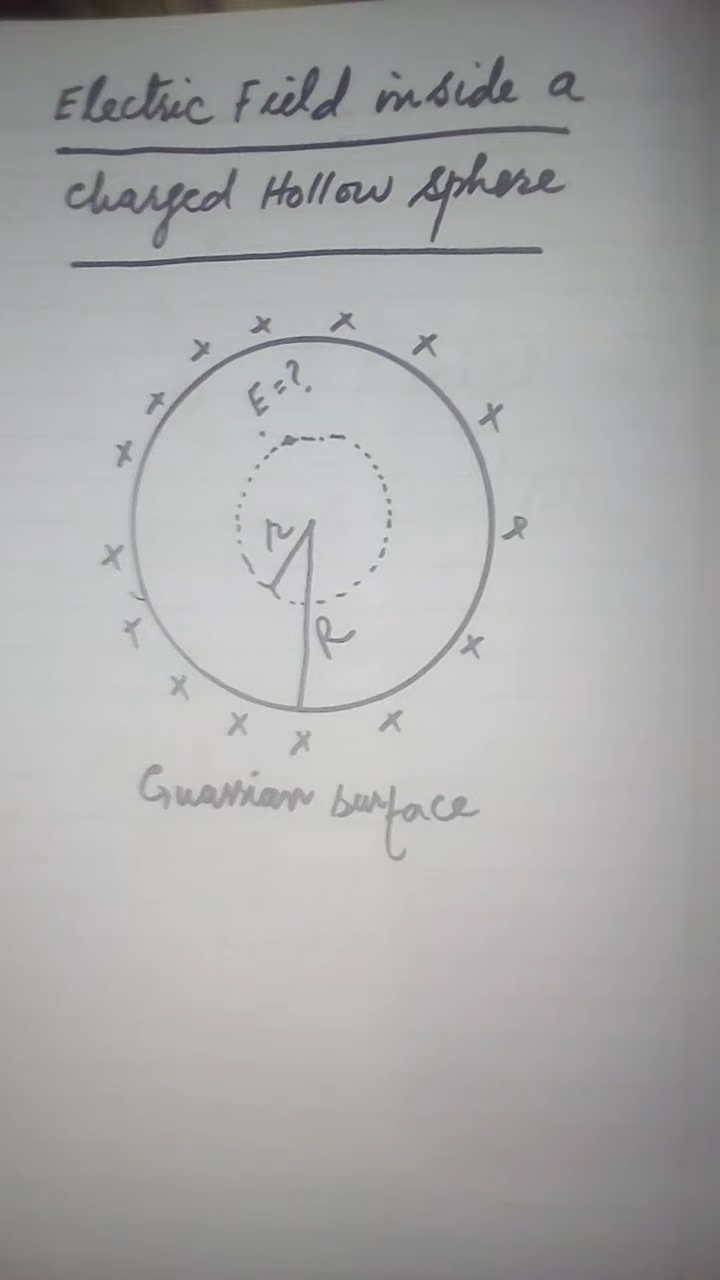 Electric Field inside a
charged Hollow sphere
x x x x
x x
x
E=?
x
r
x
R
x
x
x
x
x
x
x
Guassian surface